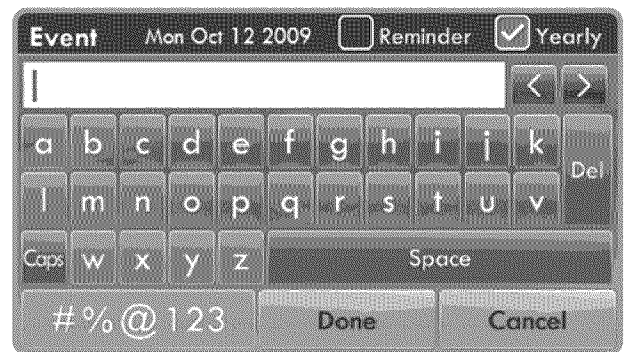 Event Mon Oct 12 2009 Reminder Yearly
< >
a b c d e f g h i j k
Del
l m n o p q r s t u v
Caps w x y z Space
#%@123 Done Cancel